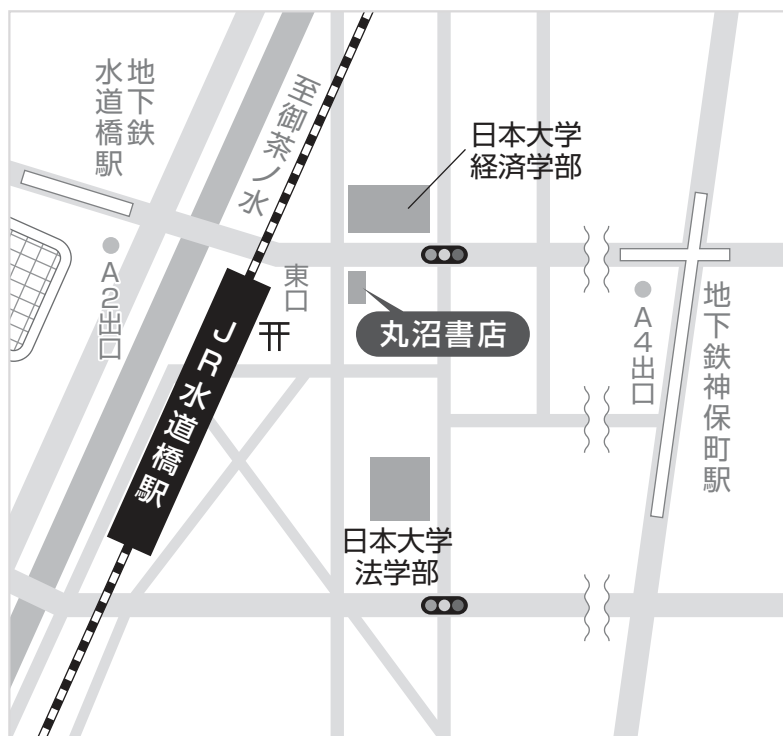 地下鉄
水道橋駅
至御茶ノ水
日本大学
経済学部
A2出口
東口
丸沼書店
JR水道橋駅
A4出口
地下鉄神保町駅
日本大学
法学部